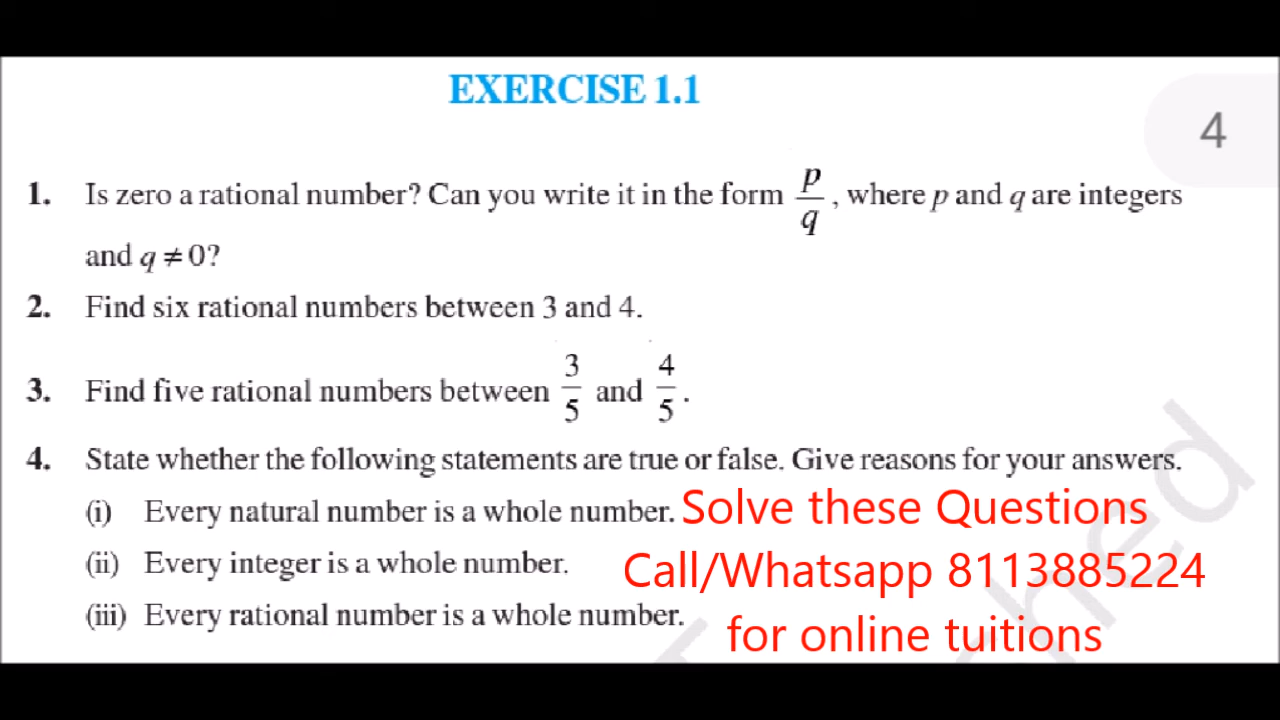 EXERCISE 1.1
4
1. Is zero a rational number? Can you write it in the form p/q, where p and q are integers
and q ≠ 0?
2. Find six rational numbers between 3 and 4.
3. Find five rational numbers between 3/5 and 4/5.
4. State whether the following statements are true or false. Give reasons for your answers.
(i) Every natural number is a whole number.
Solve these Questions
(ii) Every integer is a whole number.
Call/Whatsapp 8113885224
(iii) Every rational number is a whole number.
for online tuitions